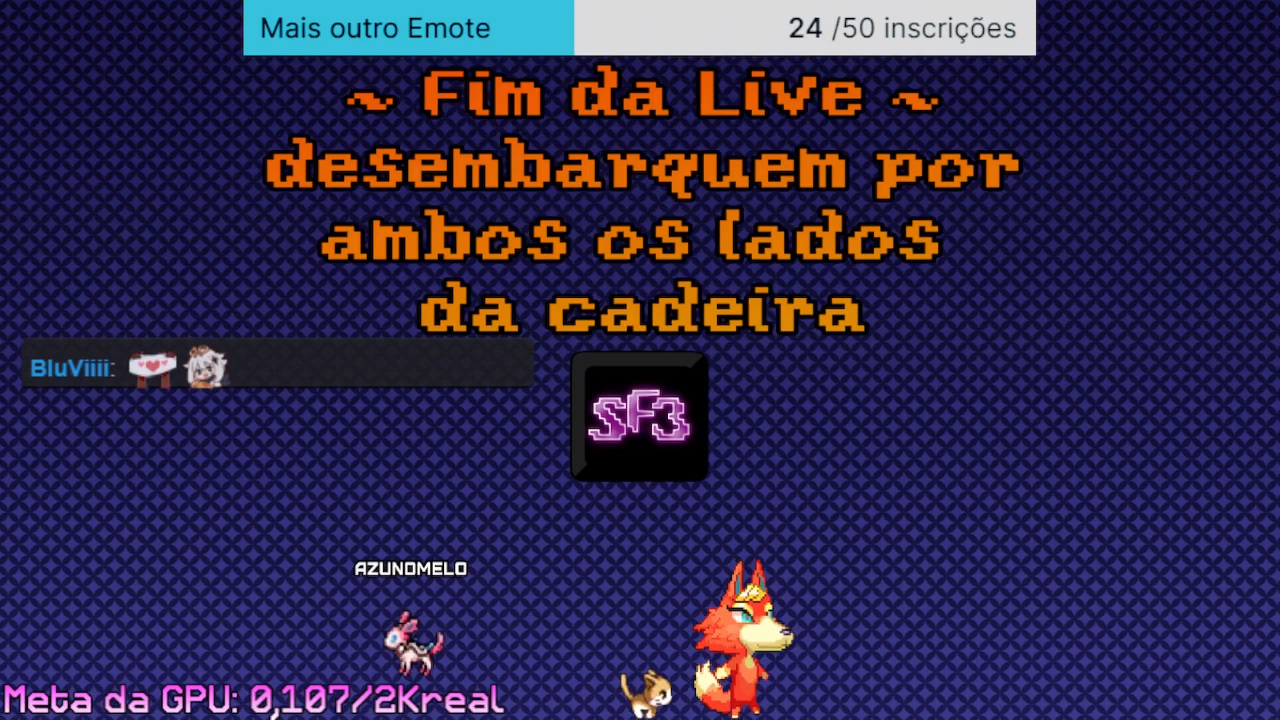 Mais outro Emote 24 /50 inscrições
~ Fim da Live ~
desembarquem por
ambos os lados
da cadeira
BluViiii:
SF3
AZUNOMELO
Meta da GPU: 0,107/2Kreal